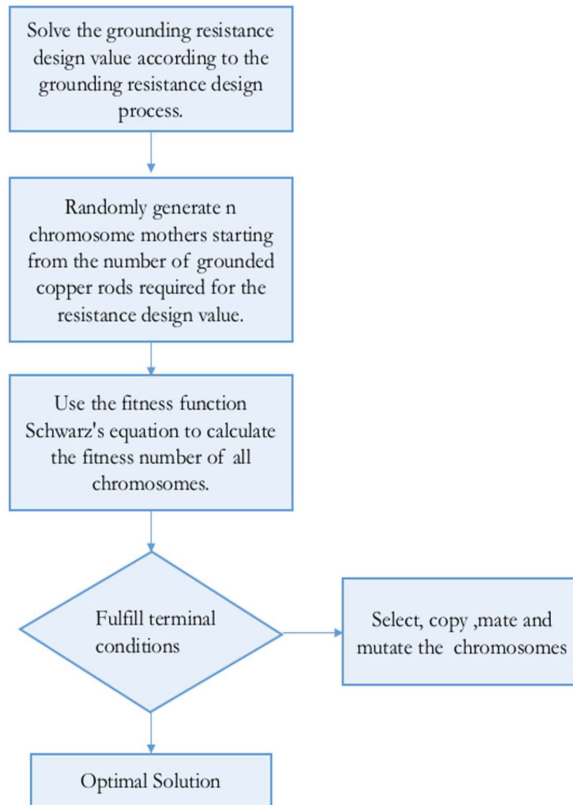 Solve the grounding resistance
design value according to the
grounding resistance design
process.
Randomly generate n
chromosome mothers starting
from the number of grounded
copper rods required for the
resistance design value.
Use the fitness function
Schwarz's equation to calculate
the fitness number of all
chromosomes.
Fulfill terminal
conditions
Select, copy ,mate and
mutate the chromosomes
Optimal Solution